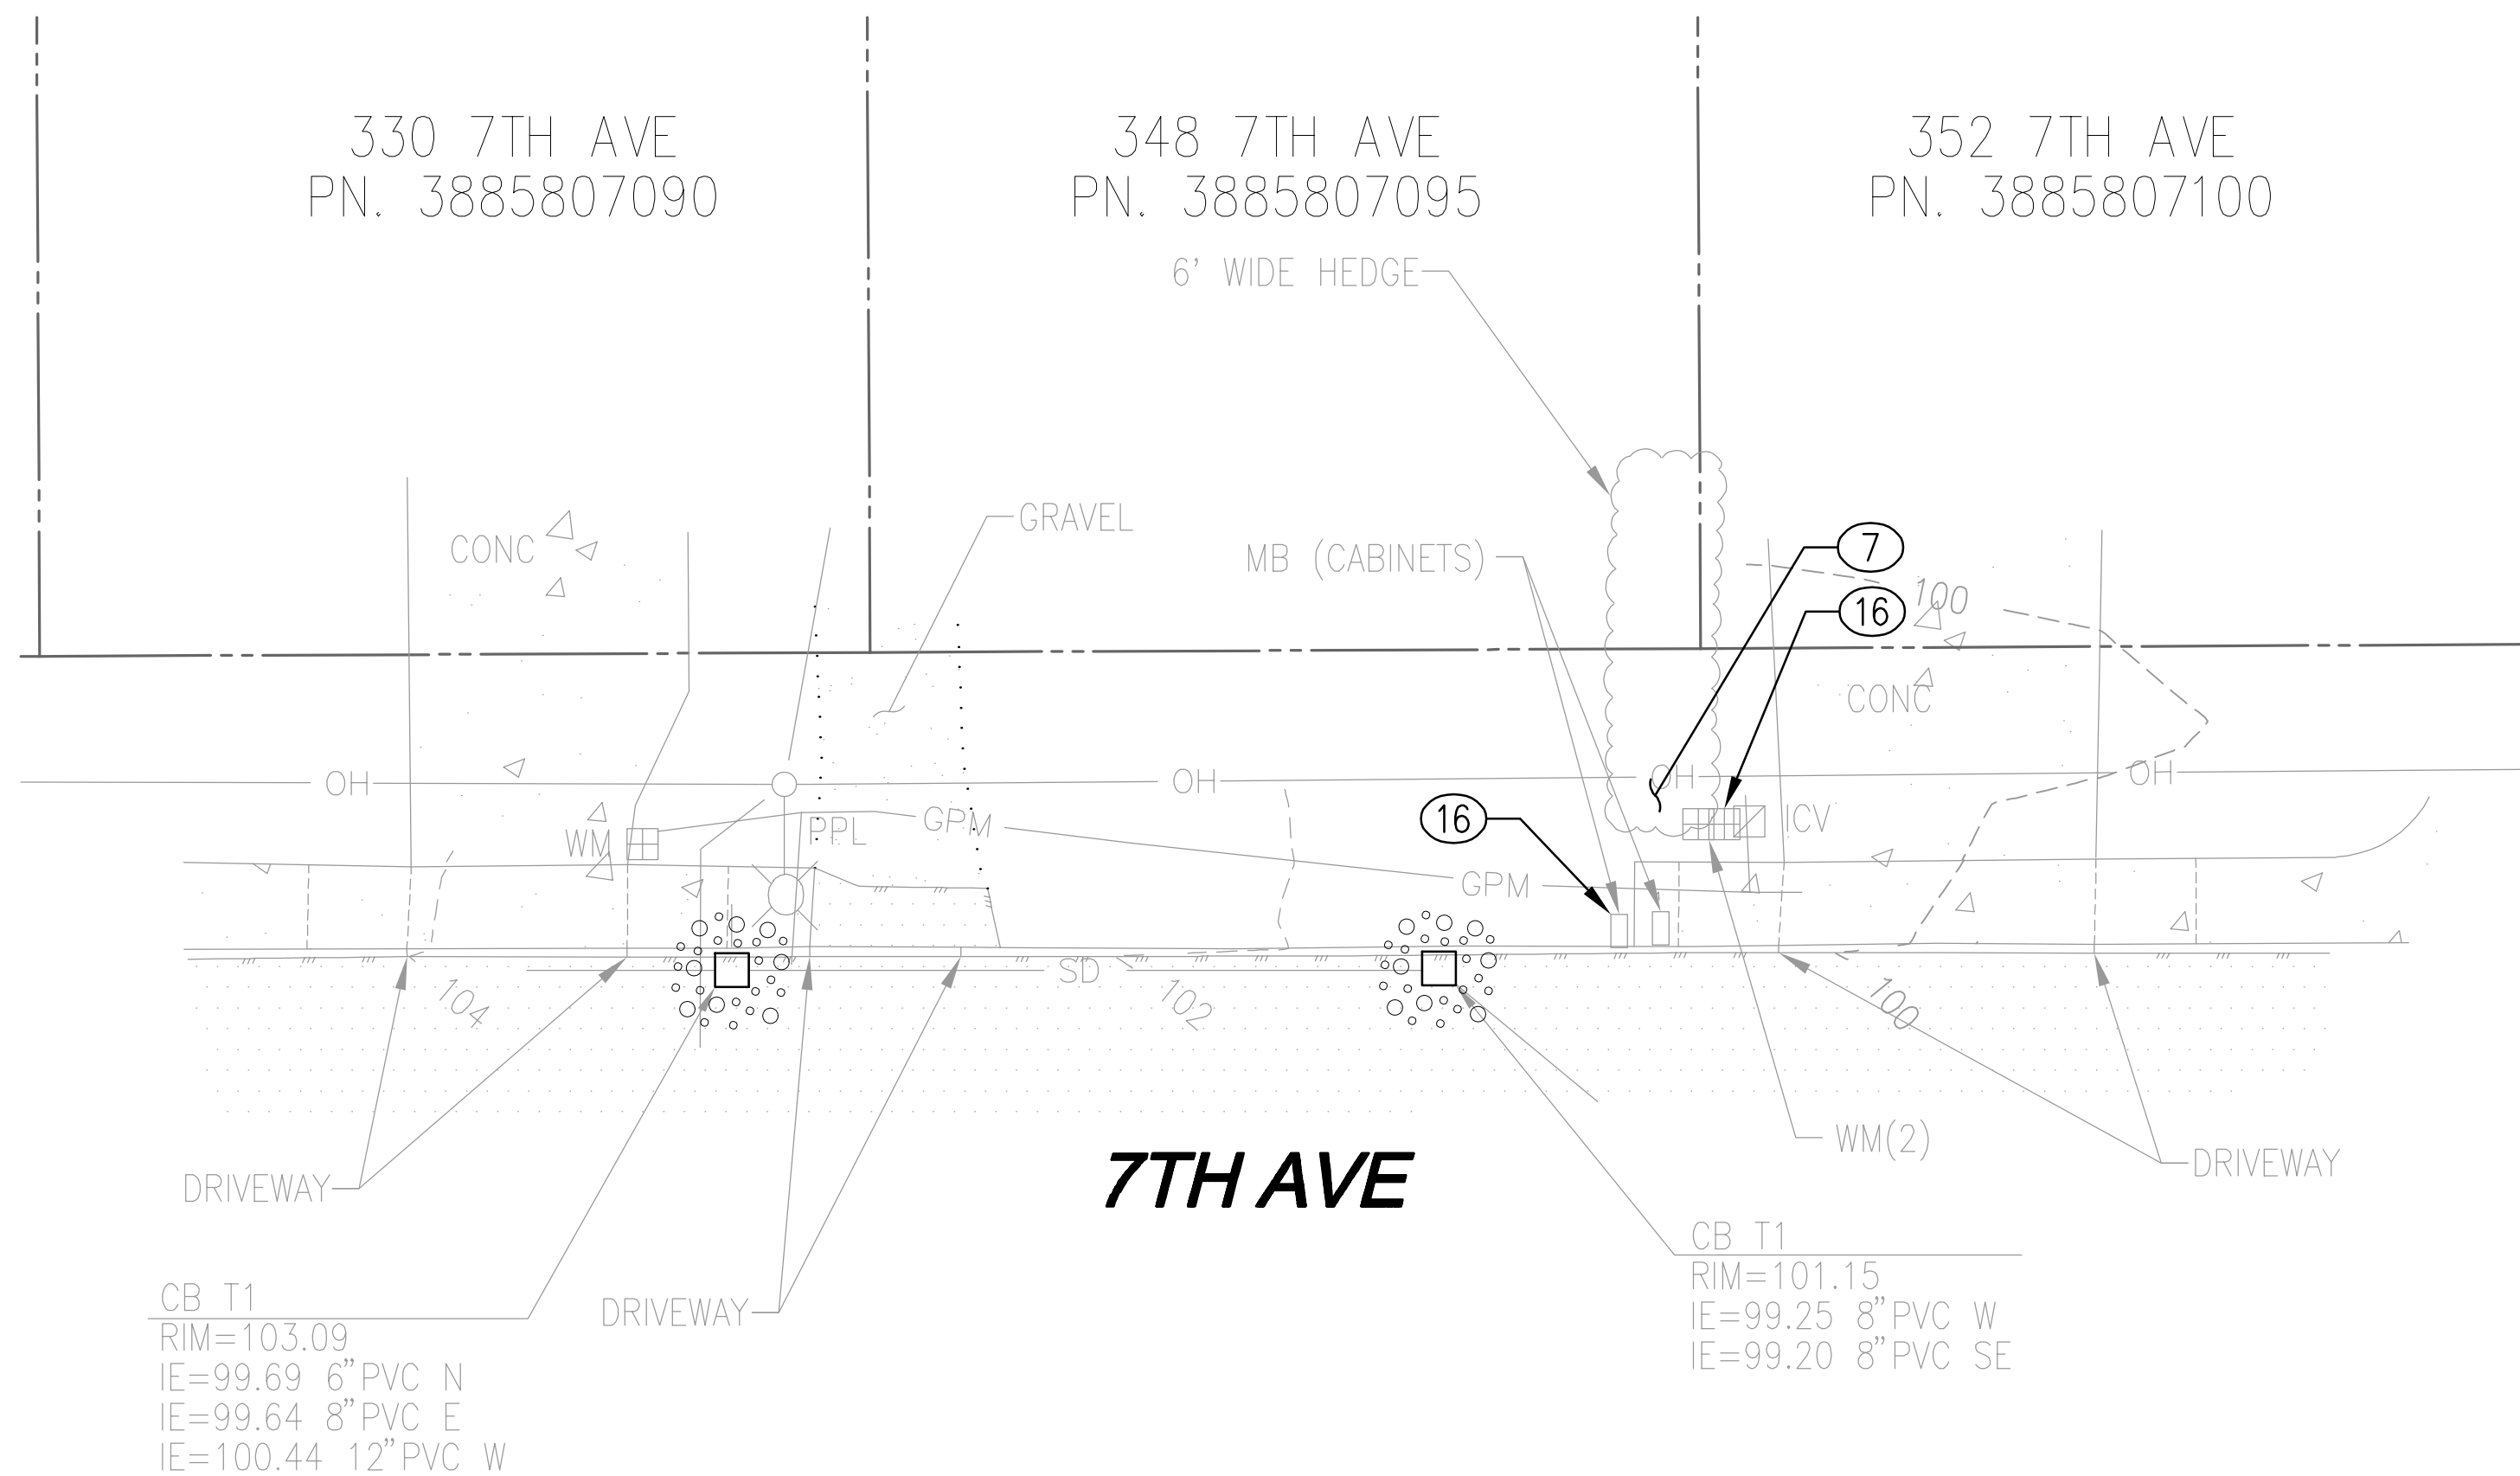 330 7TH AVE
PN. 3885807090
348 7TH AVE
PN. 3885807095
352 7TH AVE
PN. 3885807100
6' WIDE HEDGE
GRAVEL
CONC
MB (CABINETS)
7
16
100
CONC
OH
OH
OH
OH
WM
PPL
GPM
16
ICV
GPM
SD
104
102
100
DRIVEWAY
7TH AVE
WM(2)
DRIVEWAY
DRIVEWAY
CB T1
RIM=103.09
IE=99.69 6"PVC N
IE=99.64 8"PVC E
IE=100.44 12"PVC W
CB T1
RIM=101.15
IE=99.25 8"PVC W
IE=99.20 8"PVC SE